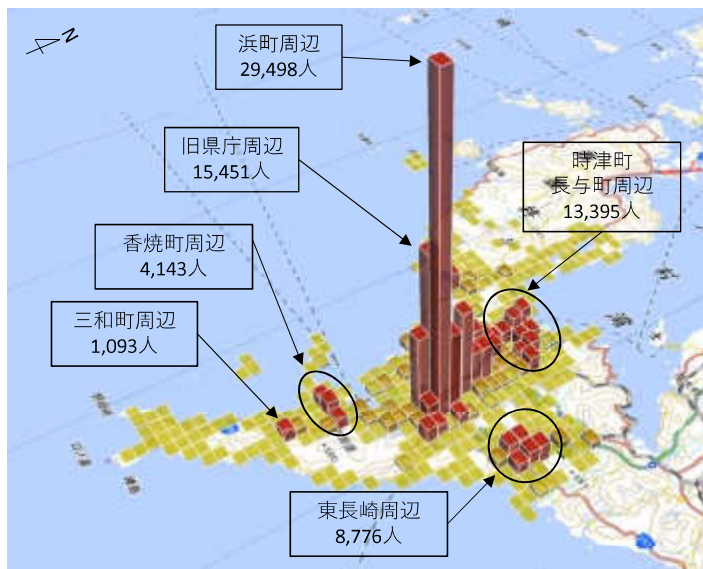 N
浜町周辺
29,498人
旧県庁周辺
15,451人
時津町
長与町周辺
13,395人
香焼町周辺
4,143人
三和町周辺
1,093人
東長崎周辺
8,776人